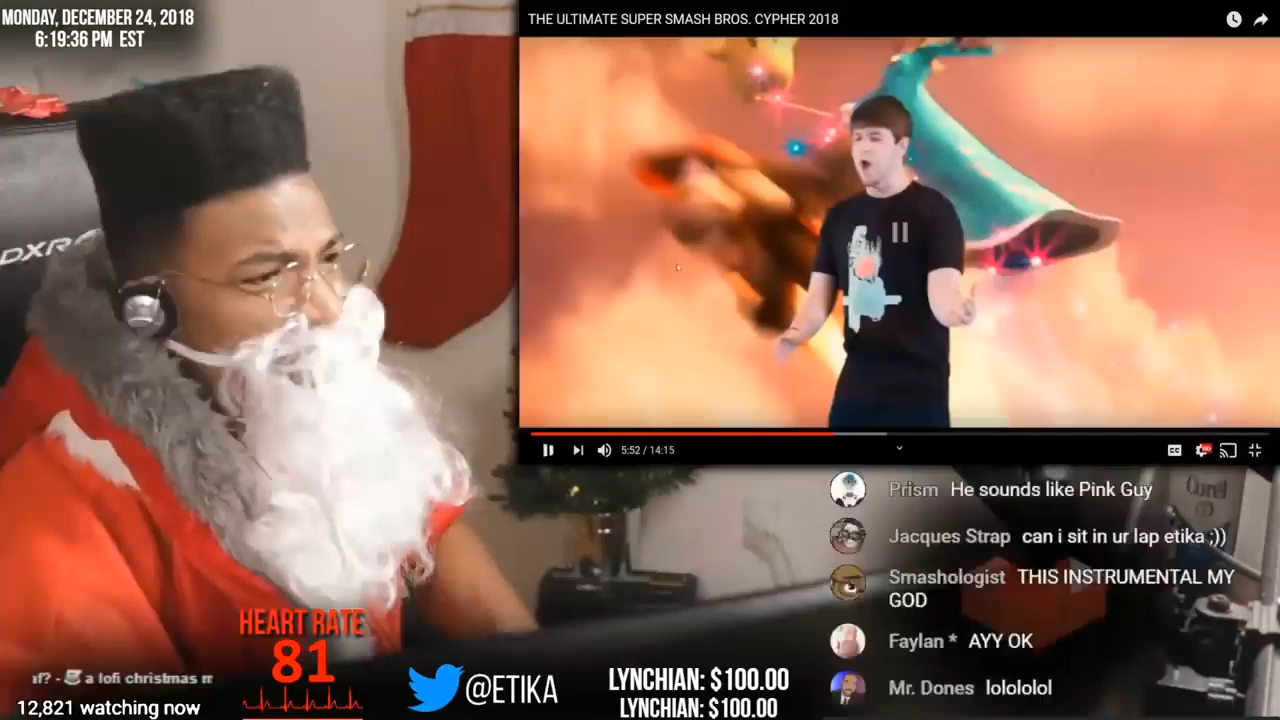 MONDAY, DECEMBER 24, 2018
6:19:36 PM EST
THE ULTIMATE SUPER SMASH BROS. CYPHER 2018
5:52 / 14:15
Prism He sounds like Pink Guy
Jacques Strap can i sit in ur lap etika ;))
Smashologist THIS INSTRUMENTAL MY
GOD
Faylan * AYY OK
Mr. Dones lolololol
HEART RATE
81
@ETIKA
LYNCHIAN: $100.00
LYNCHIAN: $100.00
a lofi christmas
12,821 watching now